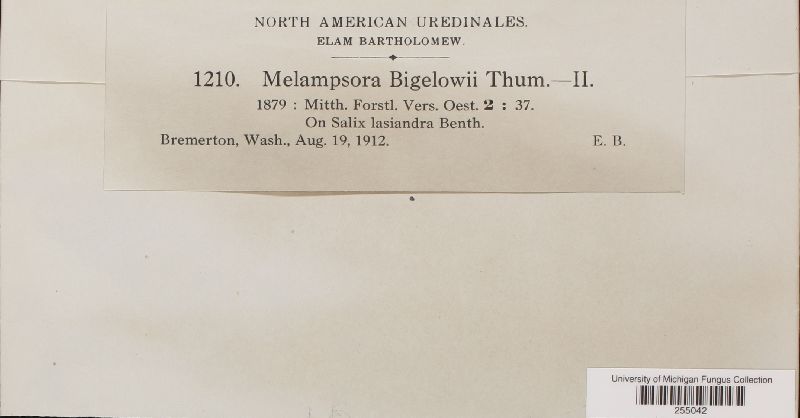 NORTH AMERICAN UREDINALES.
ELAM BARTHOLOMEW.
1210. Melampsora Bigelowii Thum.—II.
1879 : Mitth. Forstl. Vers. Oest. 2 : 37.
On Salix lasiandra Benth.
Bremerton, Wash., Aug. 19, 1912. E. B.
University of Michigan Fungus Collection
255042